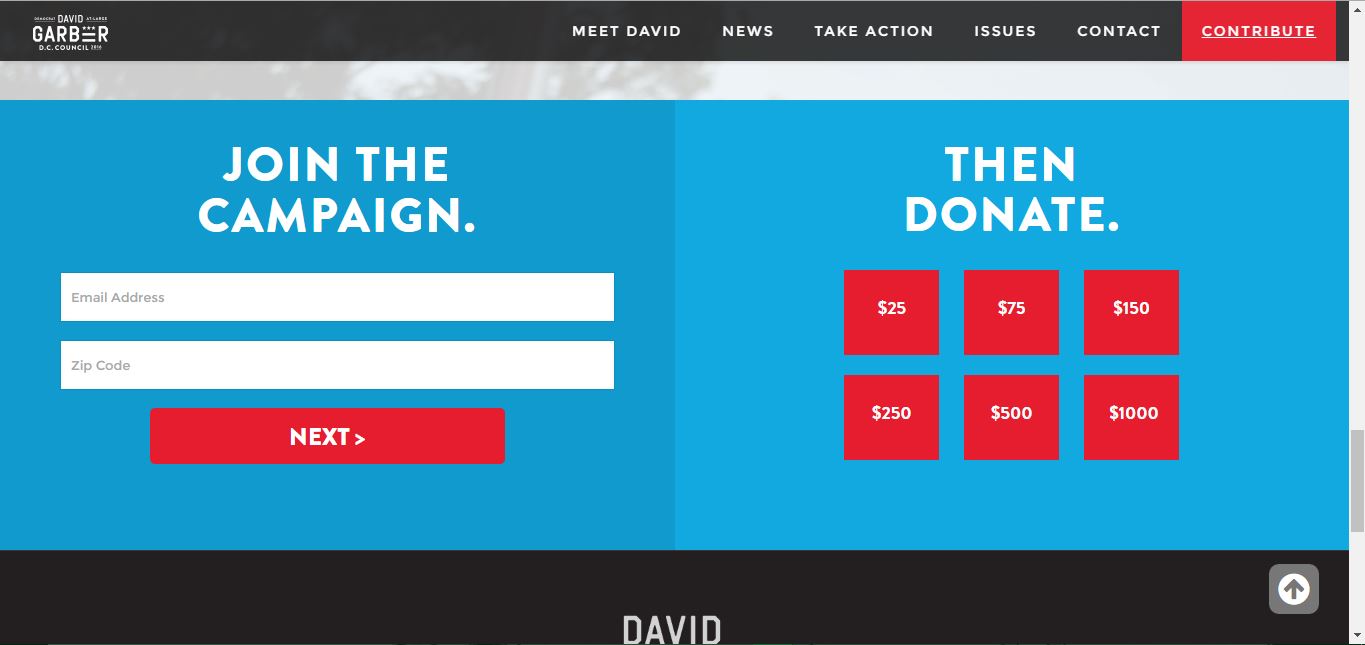 DEMOCRAT DAVID AT-LARGE
GARBER
D.C. COUNCIL 2016
MEET DAVID
NEWS
TAKE ACTION
ISSUES
CONTACT
CONTRIBUTE
JOIN THE
CAMPAIGN.
Email Address
Zip Code
NEXT >
THEN
DONATE.
$25 $75 $150
$250 $500 $1000
DAVID